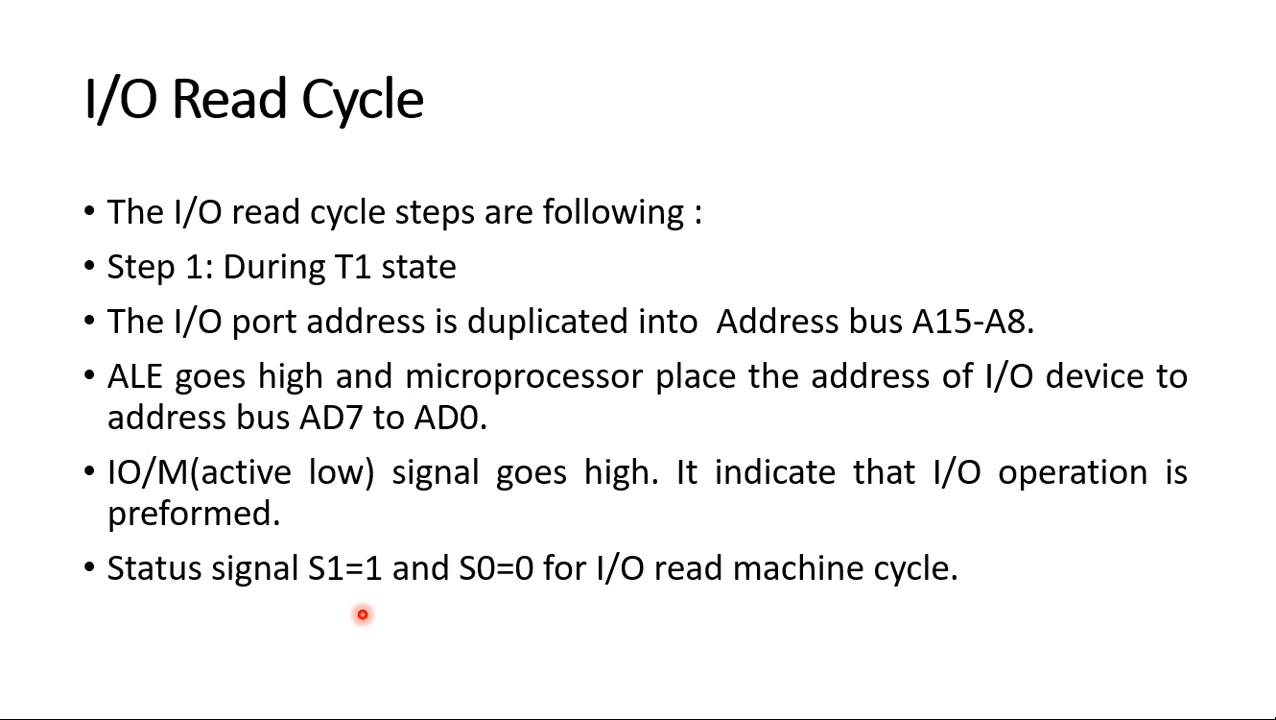 I/O Read Cycle
• The I/O read cycle steps are following :
• Step 1: During T1 state
• The I/O port address is duplicated into  Address bus A15-A8.
• ALE goes high and microprocessor place the address of I/O device to
address bus AD7 to AD0.
• IO/M(active low) signal goes high. It indicate that I/O operation is
preformed.
• Status signal S1=1 and S0=0 for I/O read machine cycle.